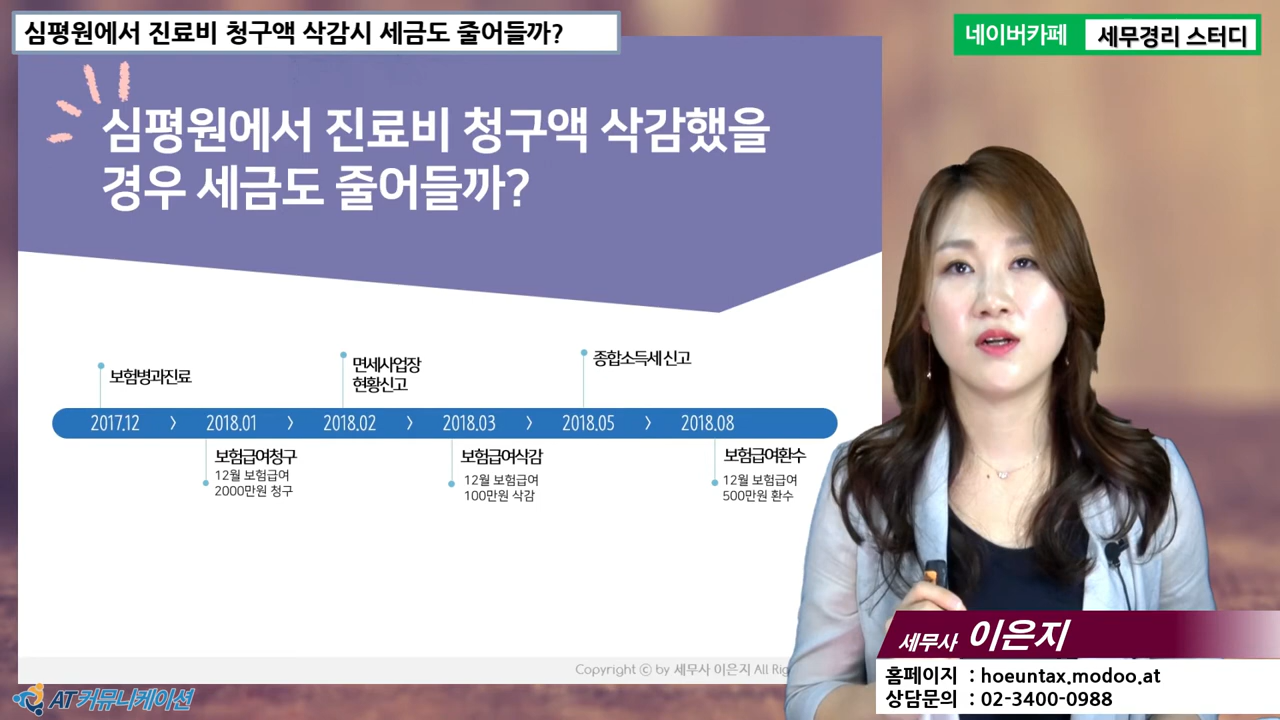 심평원에서 진료비 청구액 삭감시 세금도 줄어들까?
네이버카페 세무경리 스터디
심평원에서 진료비 청구액 삭감했을
경우 세금도 줄어들까?
보험병과진료
면세사업장
현황신고
종합소득세 신고
2017.12 > 2018.01 > 2018.02 > 2018.03 > 2018.05 > 2018.08
보험급여청구
12월 보험급여
2000만원 청구
보험급여삭감
12월 보험급여
100만원 삭감
보험급여환수
12월 보험급여
500만원 환수
세무사 이은지
홈페이지 : hoeuntax.modoo.at
상담문의 : 02-3400-0988
Copyright ⓒ by 세무사 이은지 All
AT커뮤니케이션